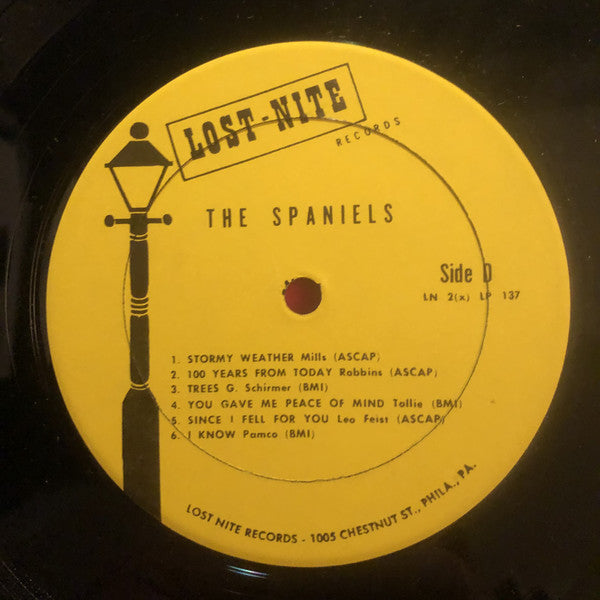 LOST-NITE
RECORDS
THE SPANIELS
Side D
LN 2(x) LP 137
1. STORMY WEATHER Mills (ASCAP)
2. 100 YEARS FROM TODAY Robbins (ASCAP)
3. TREES G. Schirmer (BMI)
4. YOU GAVE ME PEACE OF MIND Tollie (BMI)
5. SINCE I FELL FOR YOU Leo Feist (ASCAP)
6. I KNOW Pamco (BMI)
LOST NITE RECORDS - 1005 CHESTNUT ST., PHILA., PA.